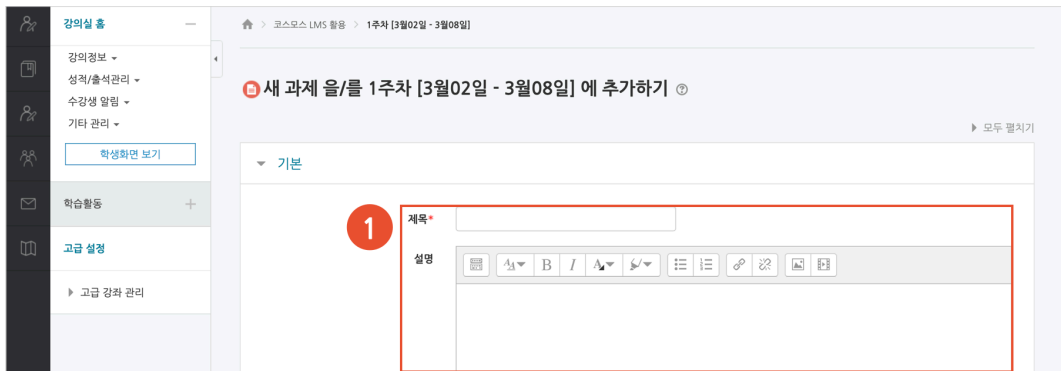 강의실 홈
강의정보
성적/출석관리
수강생 알림
기타 관리
학생화면 보기
학습활동
고급 설정
고급 강좌 관리
코스모스 LMS 활용 > 1주차 [3월02일 - 3월08일]
새 과제 을/를 1주차 [3월02일 - 3월08일] 에 추가하기
모두 펼치기
기본
1
제목*
설명
B I